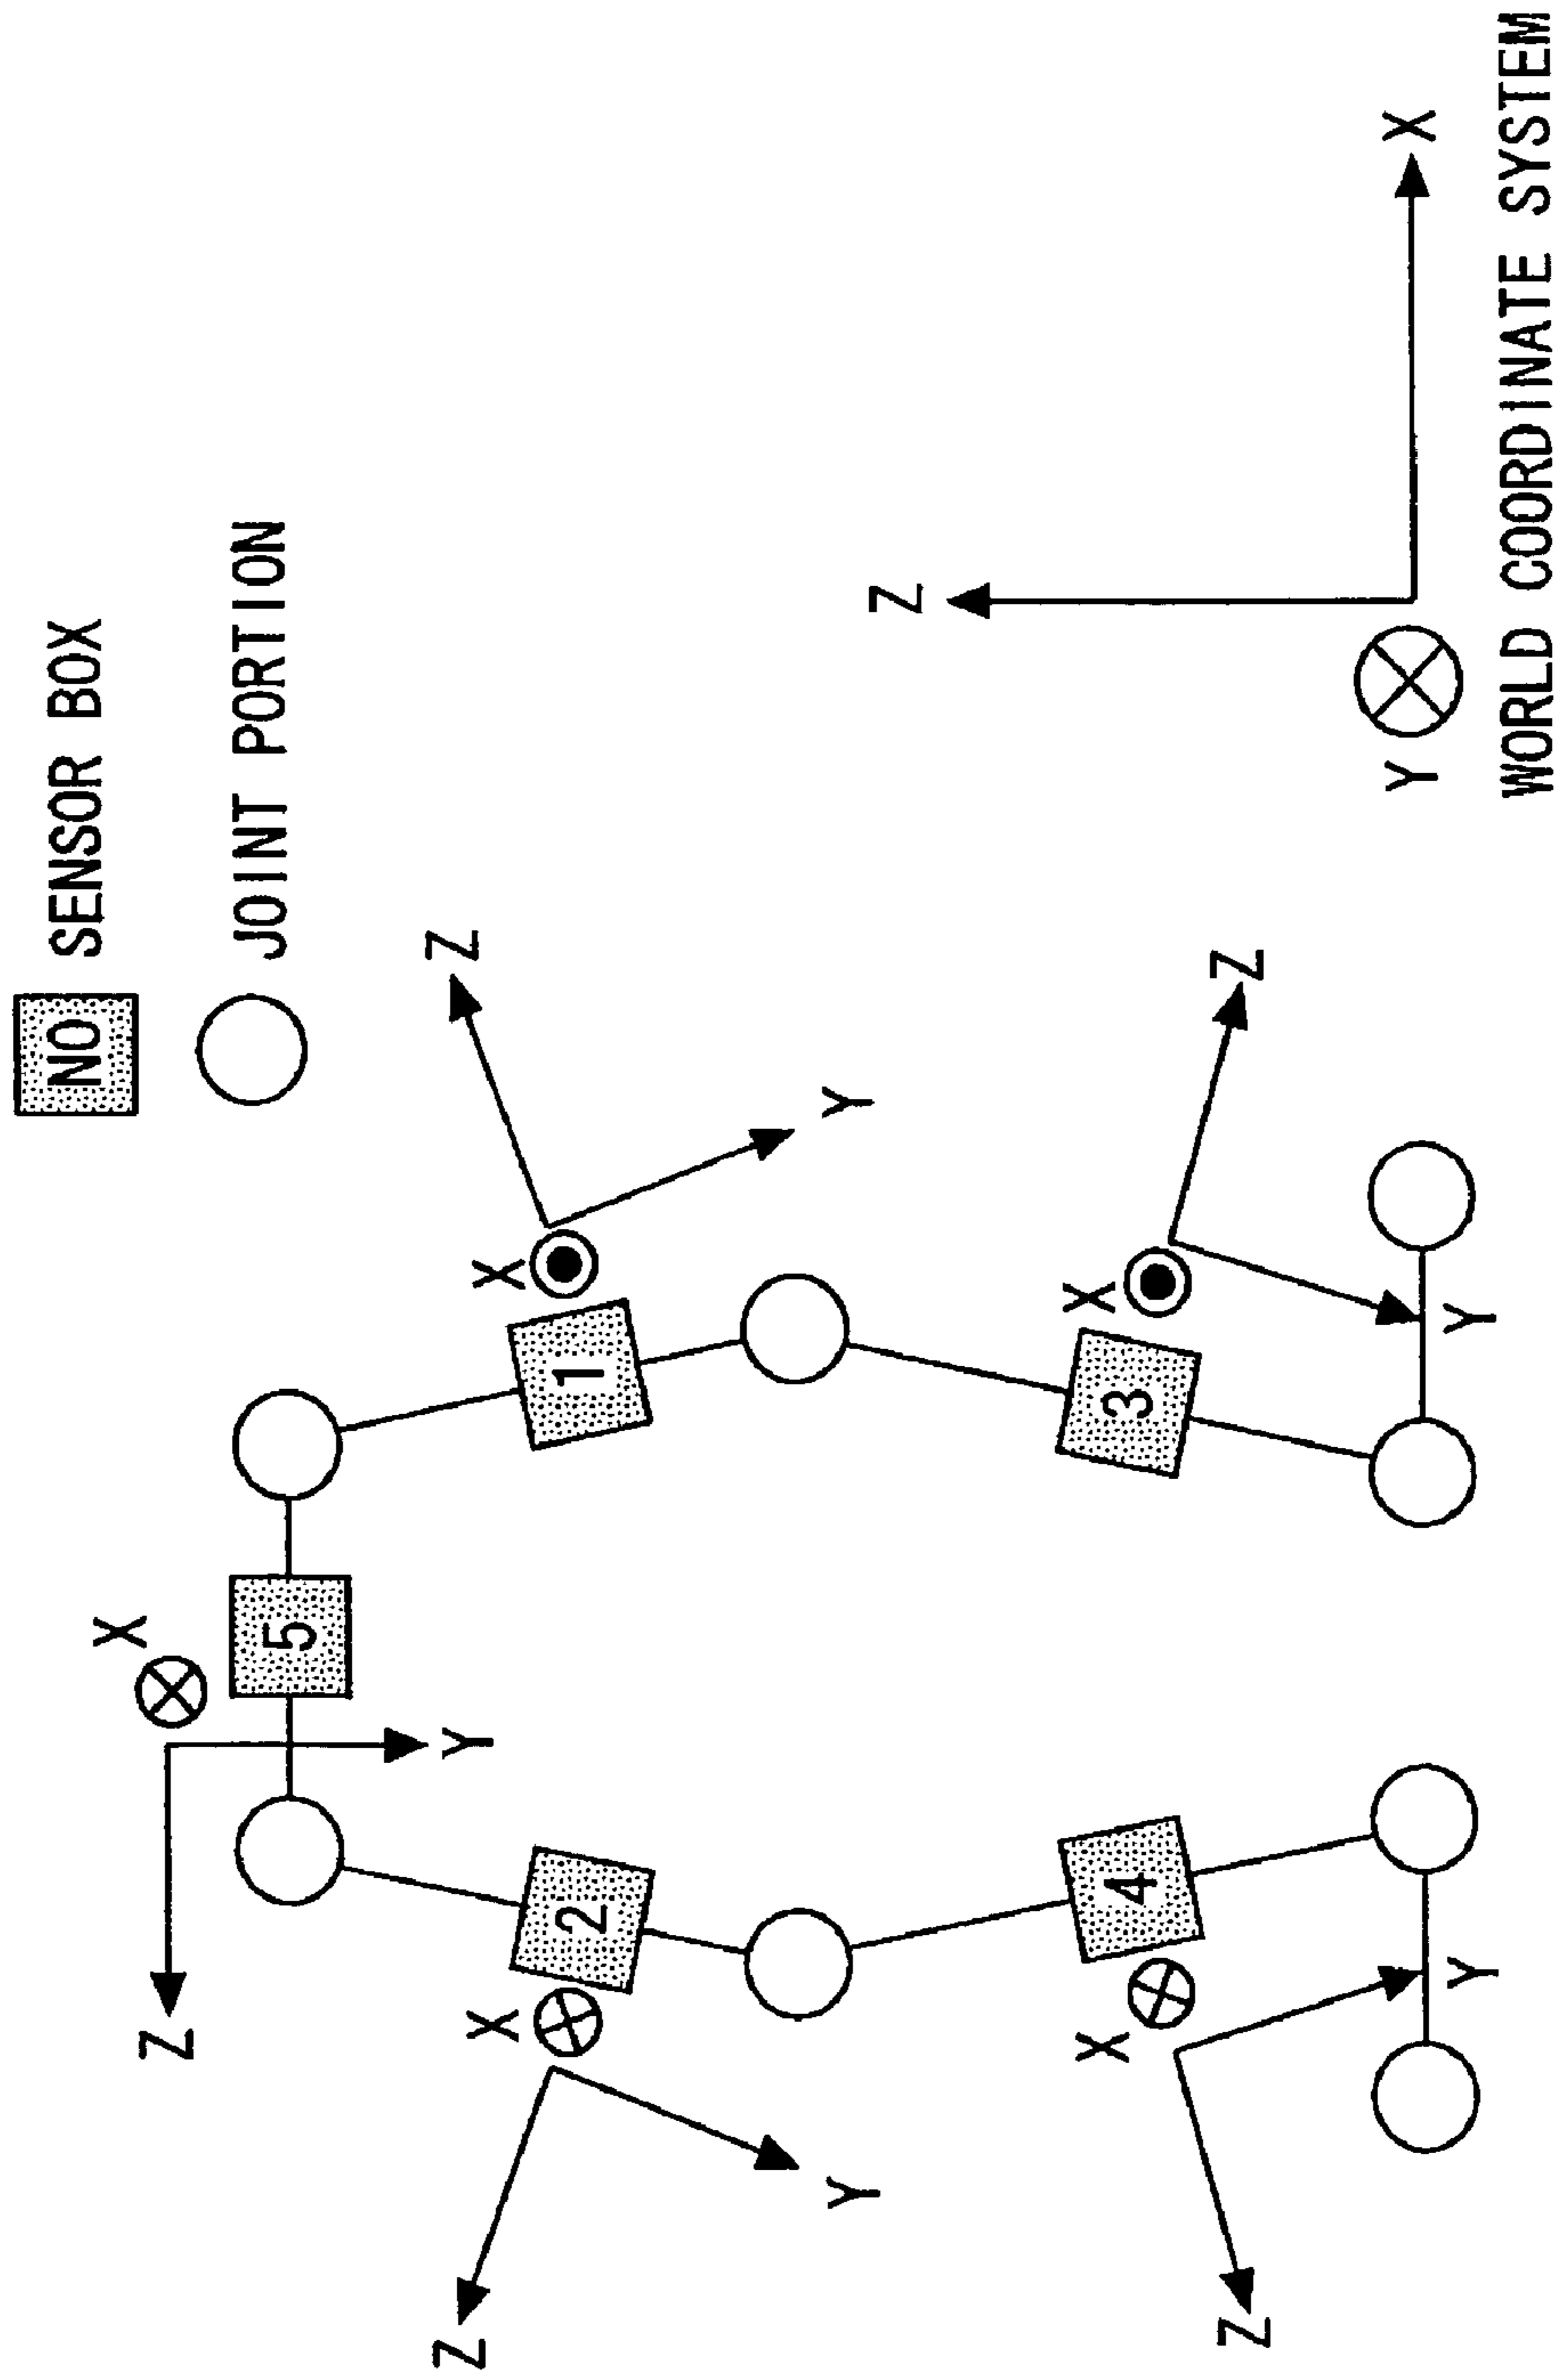 NO SENSOR BOX
X
Z
JOINT PORTION
5
Z Y Z
X X
2 1
Y Y
Z
X X
4 3
Z Z
Y X
Y Y
WORLD COORDINATE SYSTEM